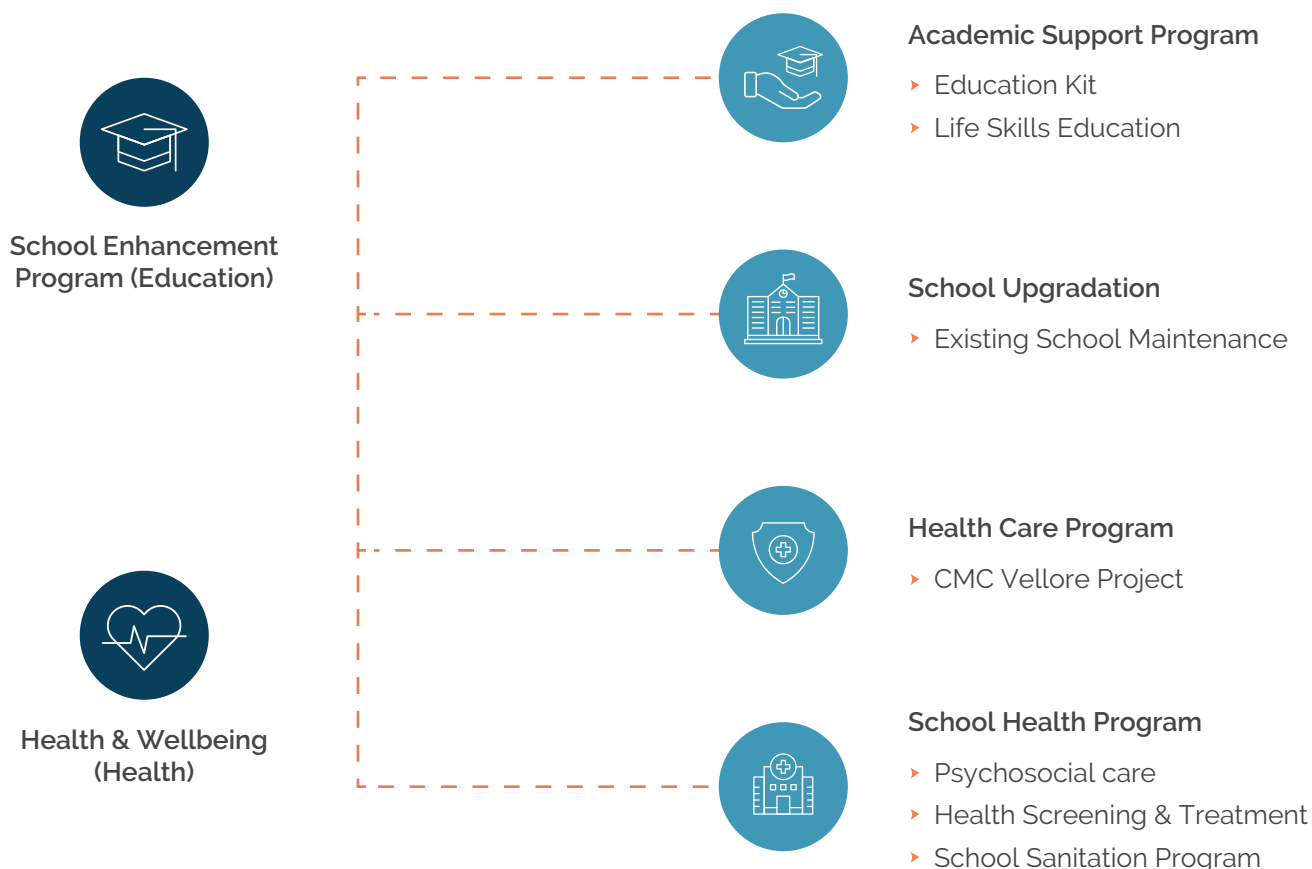 School Enhancement
Program (Education)
Health & Wellbeing
(Health)
Academic Support Program
Education Kit
Life Skills Education
School Upgradation
Existing School Maintenance
Health Care Program
CMC Vellore Project
School Health Program
Psychosocial care
Health Screening & Treatment
School Sanitation Program